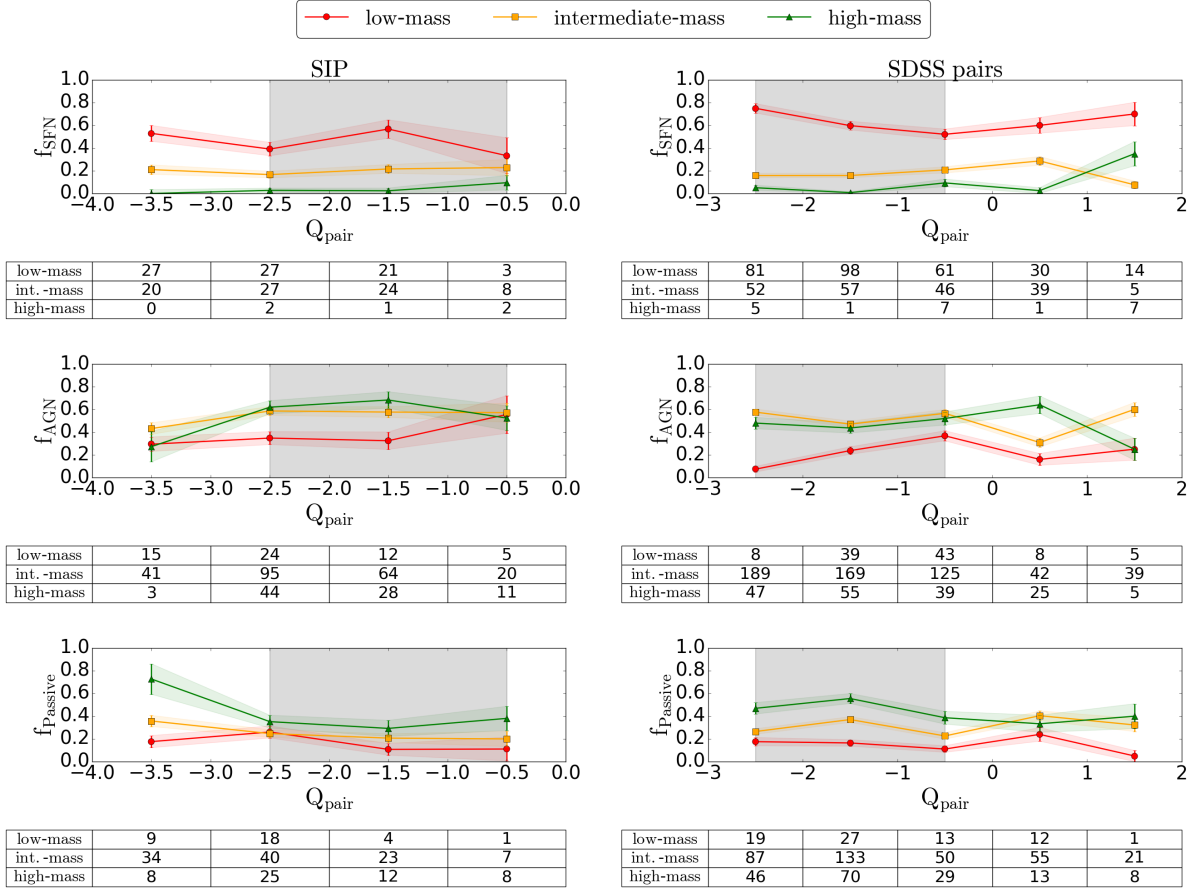 low-mass intermediate-mass high-mass
SIP
1.0
0.8
0.6
0.4
0.2
0.0
f_SFN
−4.0 −3.5 −3.0 −2.5 −2.0 −1.5 −1.0 −0.5 0.0
Q_pair
low-mass 27 27 21 3
int.-mass 20 27 24 8
high-mass 0 2 1 2
SDSS pairs
1.0
0.8
0.6
0.4
0.2
0.0
f_SFN
−3 −2 −1 0 1 2
Q_pair
low-mass 81 98 61 30 14
int.-mass 52 57 46 39 5
high-mass 5 1 7 1 7
1.0
0.8
0.6
0.4
0.2
0.0
f_AGN
−4.0 −3.5 −3.0 −2.5 −2.0 −1.5 −1.0 −0.5 0.0
Q_pair
low-mass 15 24 12 5
int.-mass 41 95 64 20
high-mass 3 44 28 11
1.0
0.8
0.6
0.4
0.2
0.0
f_AGN
−3 −2 −1 0 1 2
Q_pair
low-mass 8 39 43 8 5
int.-mass 189 169 125 42 39
high-mass 47 55 39 25 5
1.0
0.8
0.6
0.4
0.2
0.0
f_Passive
−4.0 −3.5 −3.0 −2.5 −2.0 −1.5 −1.0 −0.5 0.0
Q_pair
low-mass 9 18 4 1
int.-mass 34 40 23 7
high-mass 8 25 12 8
1.0
0.8
0.6
0.4
0.2
0.0
f_Passive
−3 −2 −1 0 1 2
Q_pair
low-mass 19 27 13 12 1
int.-mass 87 133 50 55 21
high-mass 46 70 29 13 8